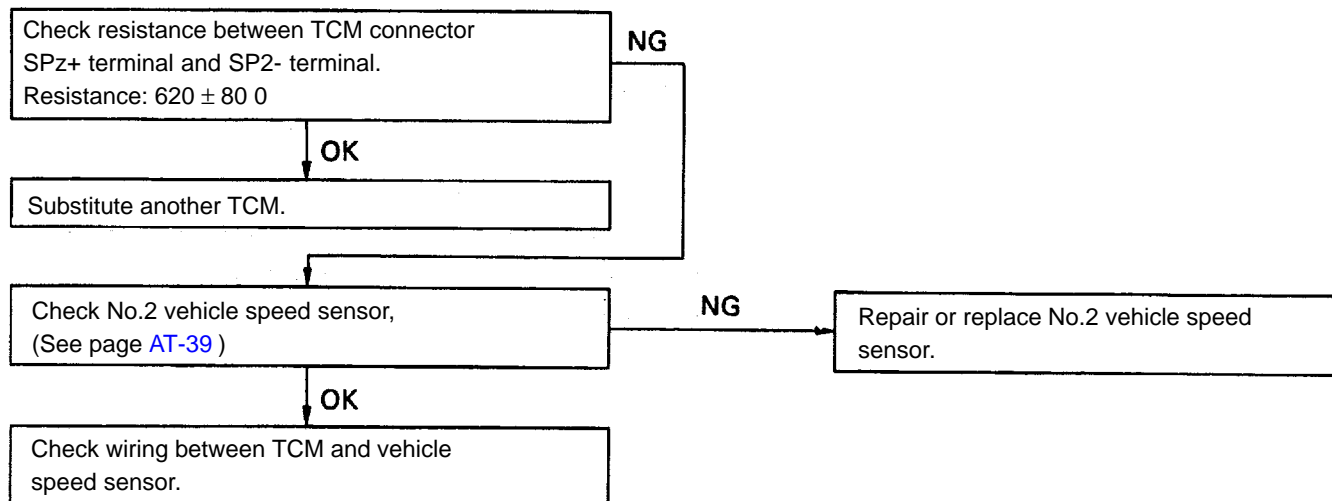 Check resistance between TCM connector
SPz+ terminal and SP2- terminal.
Resistance: 620 ± 80 0
NG
OK
Substitute another TCM.
Check No.2 vehicle speed sensor,
(See page AT-39 )
NG
Repair or replace No.2 vehicle speed
sensor.
OK
Check wiring between TCM and vehicle
speed sensor.